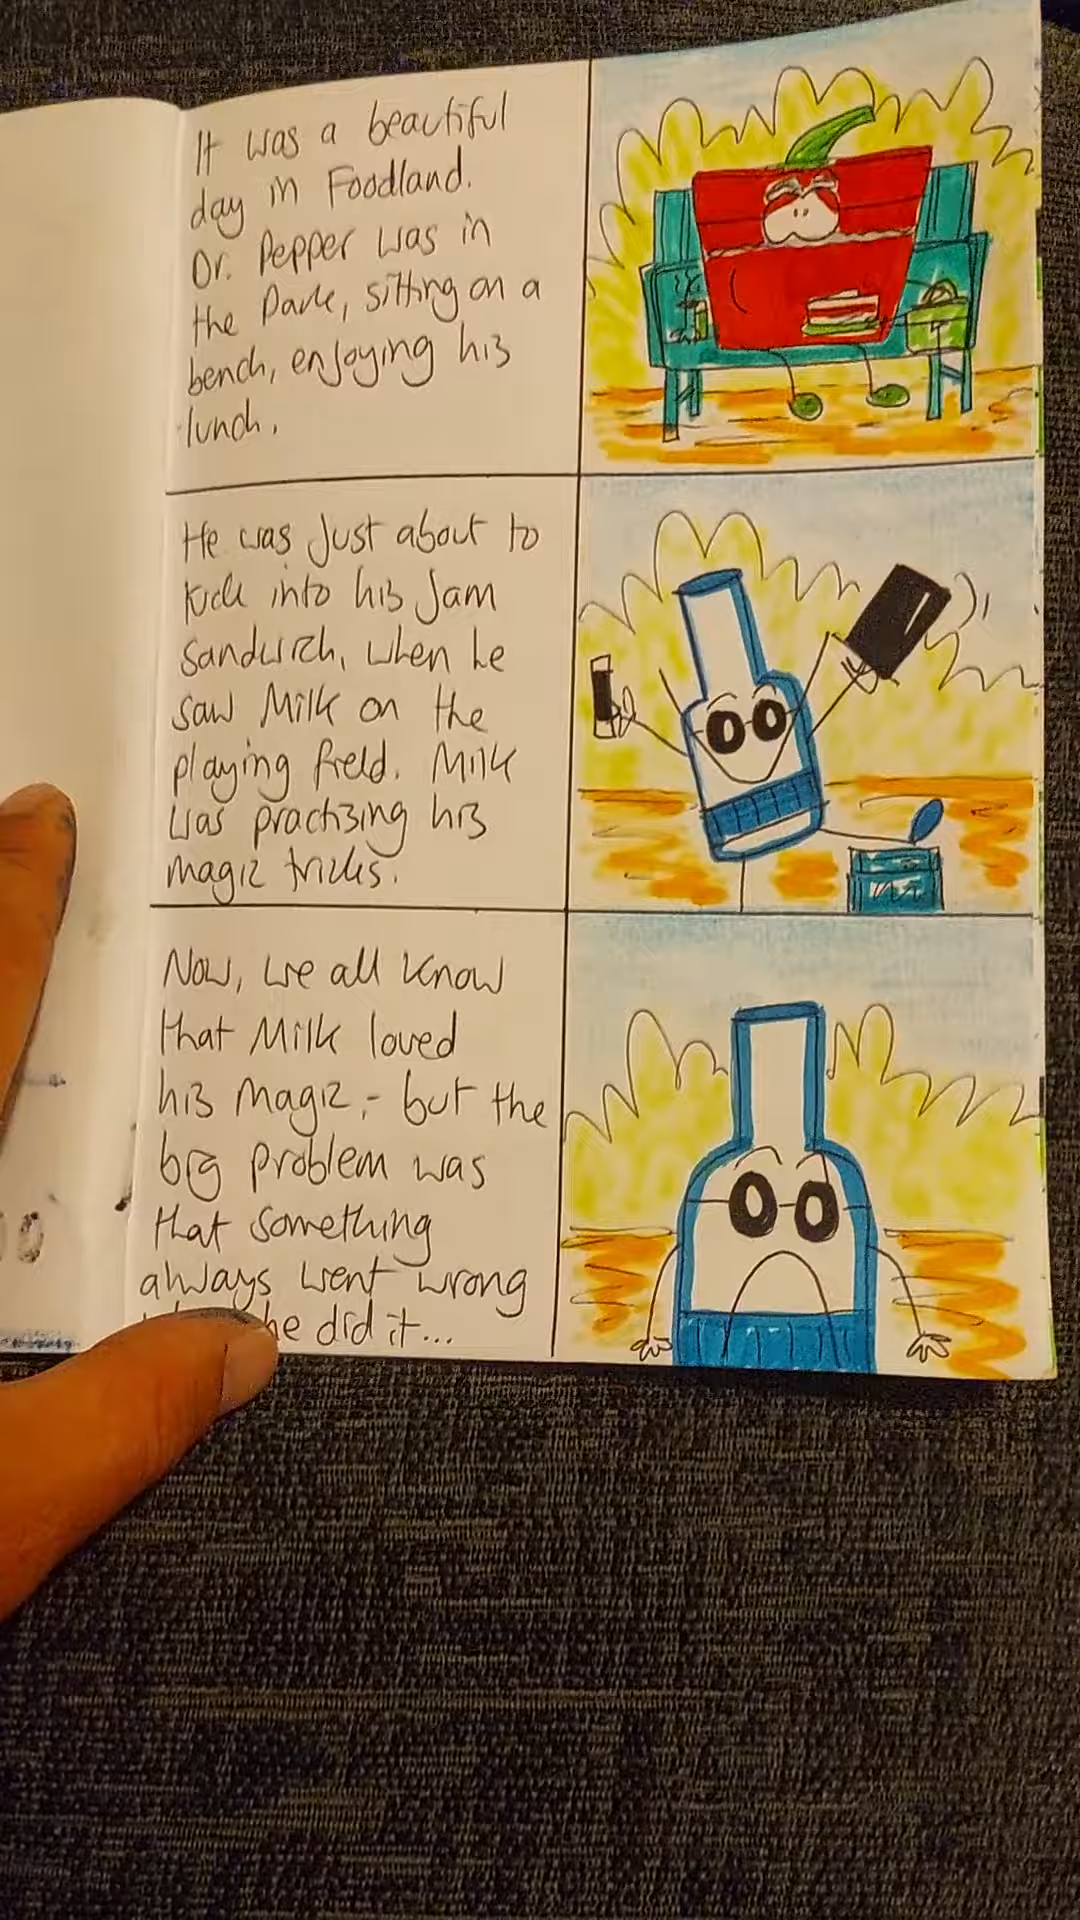 It was a beautiful
day in Foodland.
Dr. Pepper was in
the Park, sitting on a
bench, enjoying his
lunch.
He was just about to
tuck into his jam
sandwich, when he
saw Milk on the
playing field. Milk
was practising his
magic tricks.
Now, we all know
that Milk loved
his magic, - but the
big problem was
that something
always went wrong
he did it...